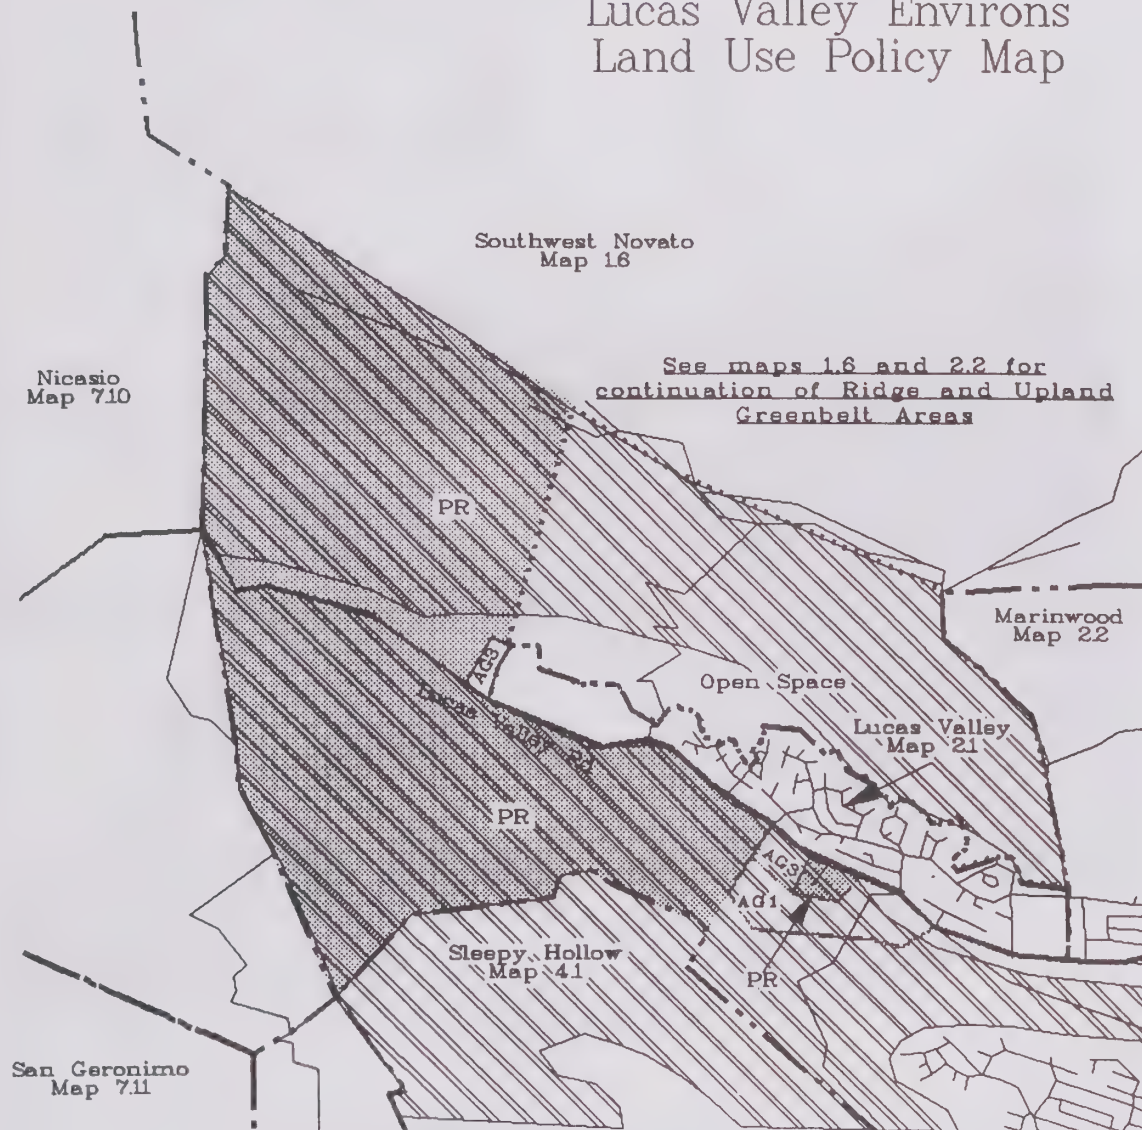 Lucas Valley Environs
Land Use Policy Map
Southwest Novato
Map 1.6
Nicasio
Map 7.10
See maps 1.6 and 2.2 for
continuation of Ridge and Upland
Greenbelt Areas
PR
Marinwood
Map 2.2
AG3
Open Space
Lucas Valley Rd.
Lucas Valley
Map 2.1
PR
AG3
AG1
Sleepy Hollow
Map 4.1
PR
San Geronimo
Map 7.11